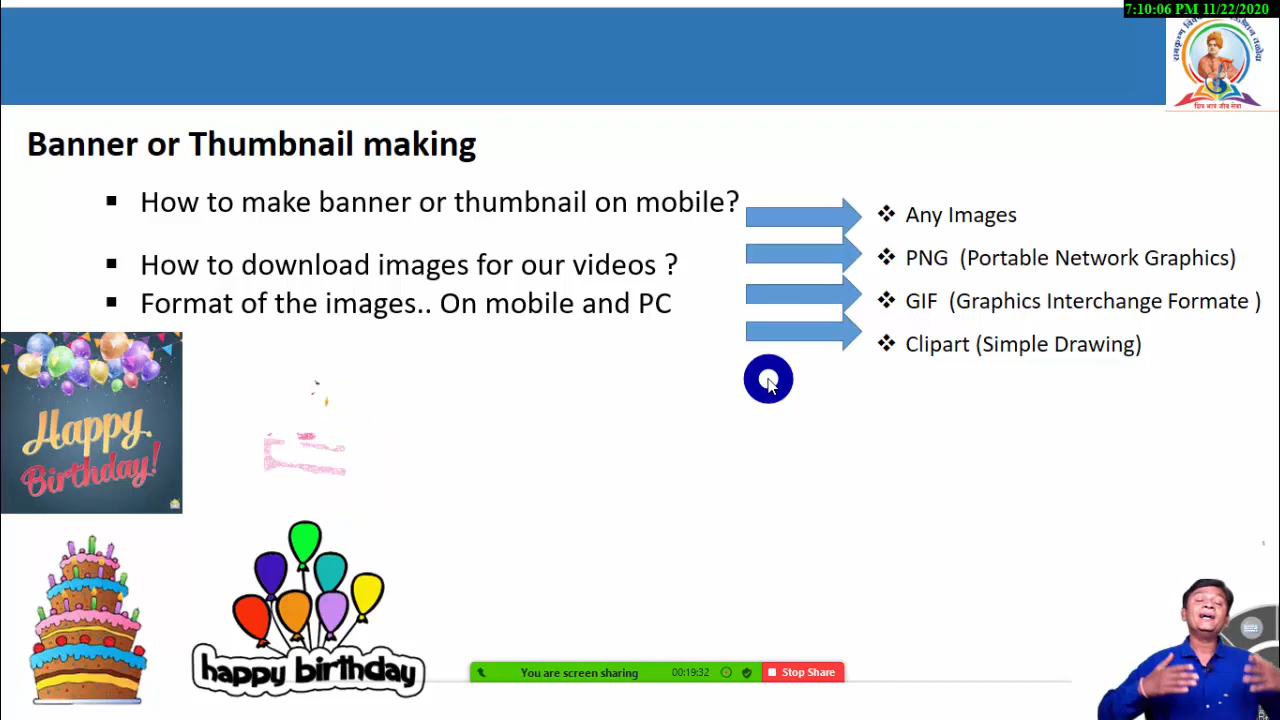 7:10:06 PM 11/22/2020
शिव भावे जीव सेवा
Banner or Thumbnail making
▪ How to make banner or thumbnail on mobile?
▪ How to download images for our videos ?
▪ Format of the images.. On mobile and PC
❖ Any Images
❖ PNG (Portable Network Graphics)
❖ GIF (Graphics Interchange Formate )
❖ Clipart (Simple Drawing)
Happy
Birthday!
happy birthday
You are screen sharing 00:19:32 Stop Share